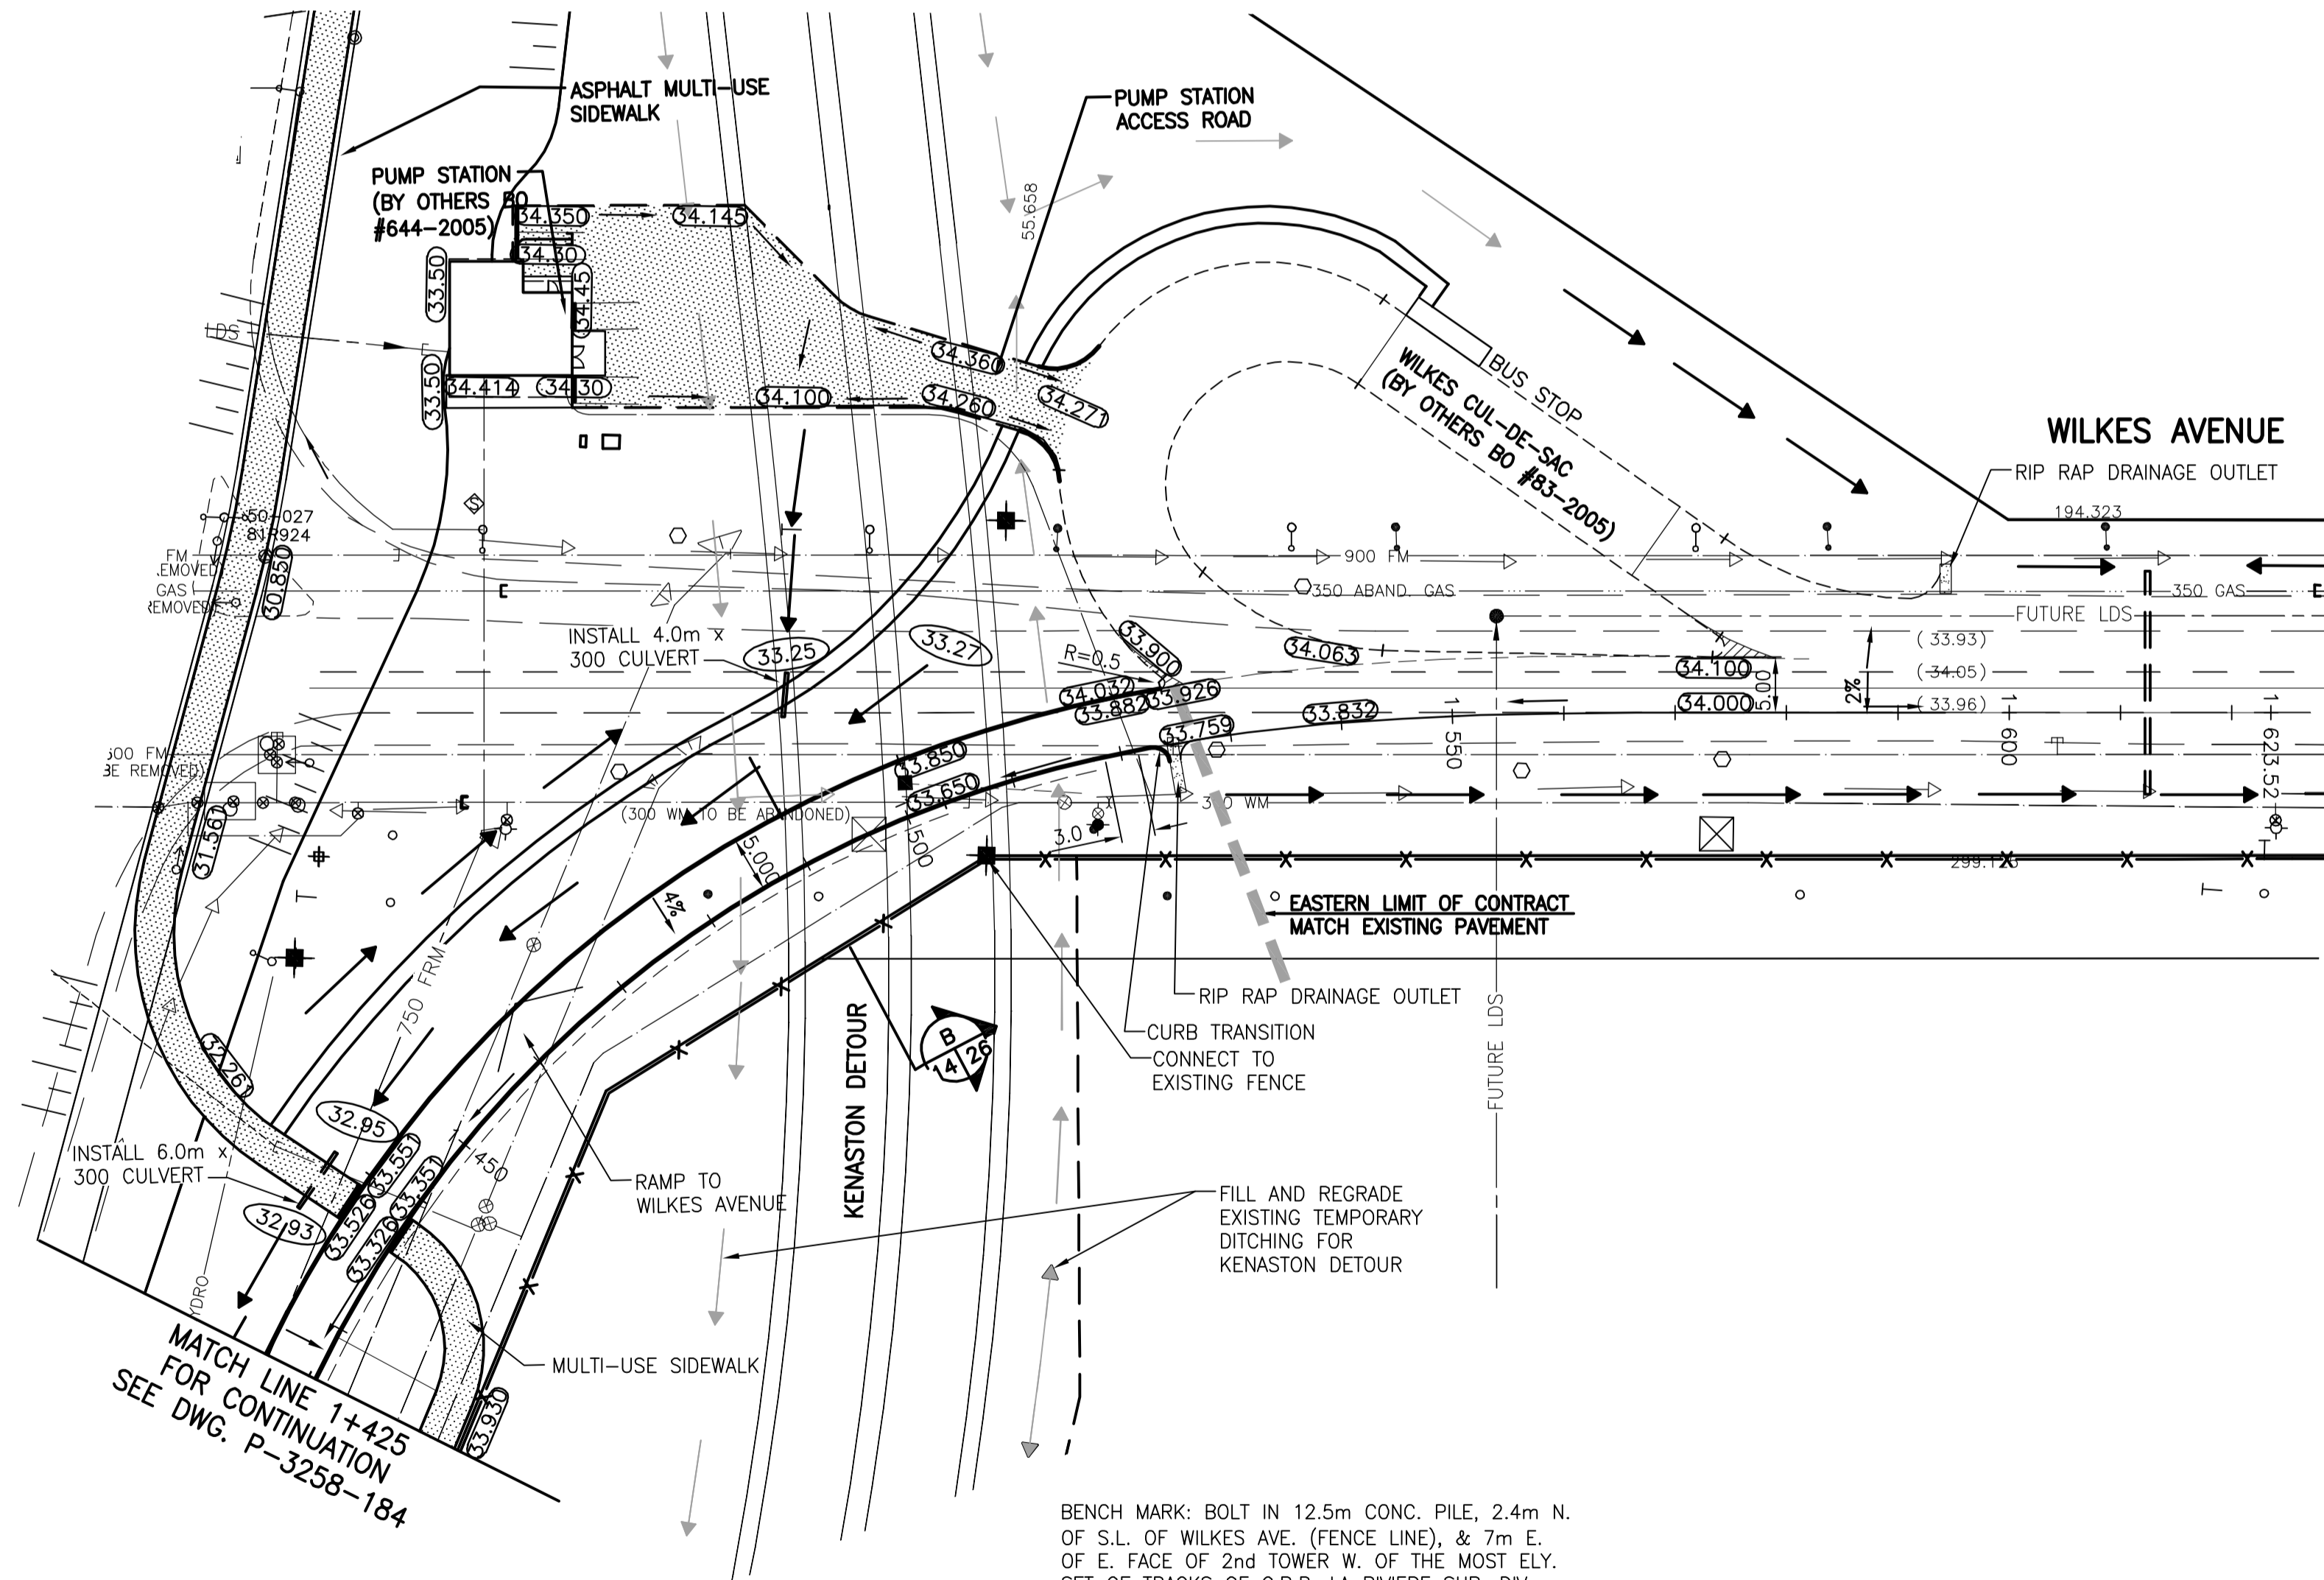 ASPHALT MULTI-USE
SIDEWALK
PUMP STATION
ACCESS ROAD
PUMP STATION
(BY OTHERS BO
#644-2005)
34.350
34.145
34.30
33.50
34.45
55.658
LDS
34.360
33.50
34.414
34.30
34.100
34.260
34.271
BUS STOP
WILKES CUL-DE-SAC
(BY OTHERS BO #83-2005)
WILKES AVENUE
RIP RAP DRAINAGE OUTLET
194.323
S
50-027
81R924
FM
900 FM
GAS
30.850
350 ABAND. GAS
350 GAS
FUTURE LDS
INSTALL 4.0m x
300 CULVERT
33.25
33.27
33.900
R=0.5
34.063
(33.93)
34.032
33.926
34.100
(34.05)
33.882
33.759
33.832
34.000
5.00
2%
(33.96)
1 550
1 600
1 623.52
BE REMOVED)
33.850
33.650
(300 WM TO BE ABANDONED)
WM
31.561
3.0
500
5.000
4%
299.123
EASTERN LIMIT OF CONTRACT
MATCH EXISTING PAVEMENT
750 FRM
RIP RAP DRAINAGE OUTLET
FUTURE LDS
KENASTON DETOUR
B
14 26
CURB TRANSITION
CONNECT TO
EXISTING FENCE
32.261
32.95
INSTALL 6.0m x
300 CULVERT
33.551
33.351
1 450
RAMP TO
WILKES AVENUE
33.526
33.326
32.93
FILL AND REGRADE
EXISTING TEMPORARY
DITCHING FOR
KENASTON DETOUR
YDRO
MULTI-USE SIDEWALK
33.930
MATCH LINE 1+425
FOR CONTINUATION
SEE DWG. P-3258-184
BENCH MARK: BOLT IN 12.5m CONC. PILE, 2.4m N.
OF S.L. OF WILKES AVE. (FENCE LINE), & 7m E.
OF E. FACE OF 2nd TOWER W. OF THE MOST ELY.